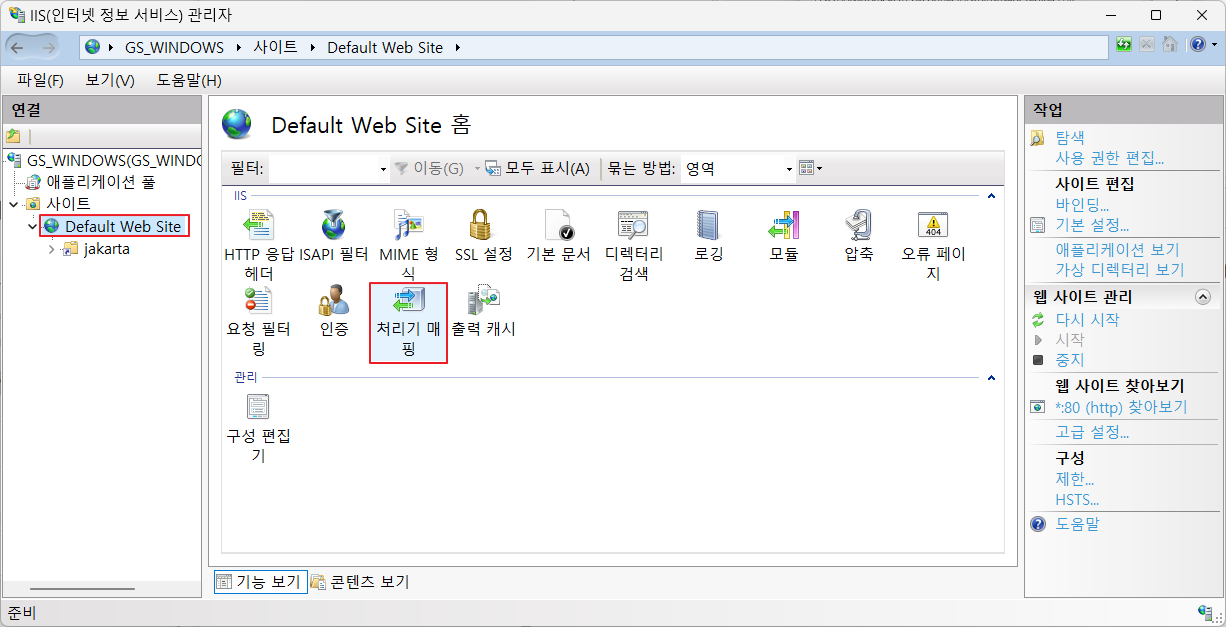 IIS(인터넷 정보 서비스) 관리자
GS_WINDOWS 사이트 Default Web Site
파일(F) 보기(V) 도움말(H)
연결
GS_WINDOWS(GS_WINDO
애플리케이션 풀
사이트
Default Web Site
jakarta
Default Web Site 홈
필터: 이동(G) 모두 표시(A) 묶는 방법: 영역
IIS
HTTP 응답 헤더
ISAPI 필터
MIME 형식
SSL 설정
기본 문서
디렉터리 검색
로깅
모듈
압축
404
오류 페이지
요청 필터링
인증
처리기 매핑
출력 캐시
관리
구성 편집기
기능 보기 콘텐츠 보기
작업
탐색
사용 권한 편집...
사이트 편집
바인딩...
기본 설정...
애플리케이션 보기
가상 디렉터리 보기
웹 사이트 관리
다시 시작
시작
중지
웹 사이트 찾아보기
*:80 (http) 찾아보기
고급 설정...
구성
제한...
HSTS...
도움말
준비